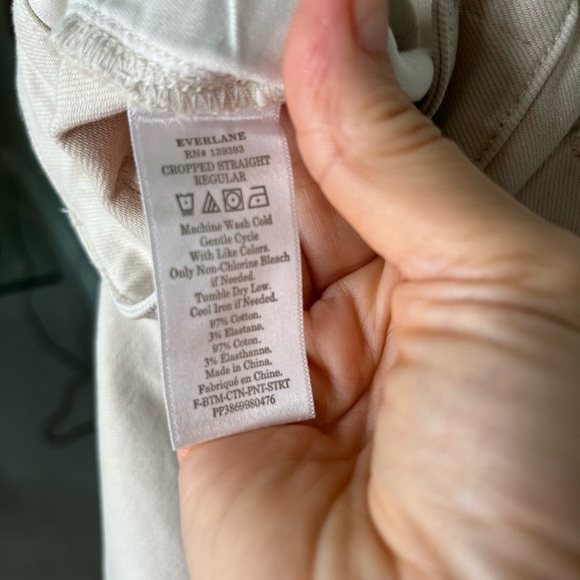 EVERLANE
RN# 139393
CROPPED STRAIGHT
REGULAR
Machine Wash Cold
Gentle Cycle
With Like Colors.
Only Non-Chlorine Bleach
if Needed.
Tumble Dry Low.
Cool Iron if Needed.
97% Cotton.
3% Elastane.
97% Coton.
3% Élasthanne.
Made in China.
Fabriqué en Chine.
F-BTM-CTN-PNT-STRT
PP3869980476